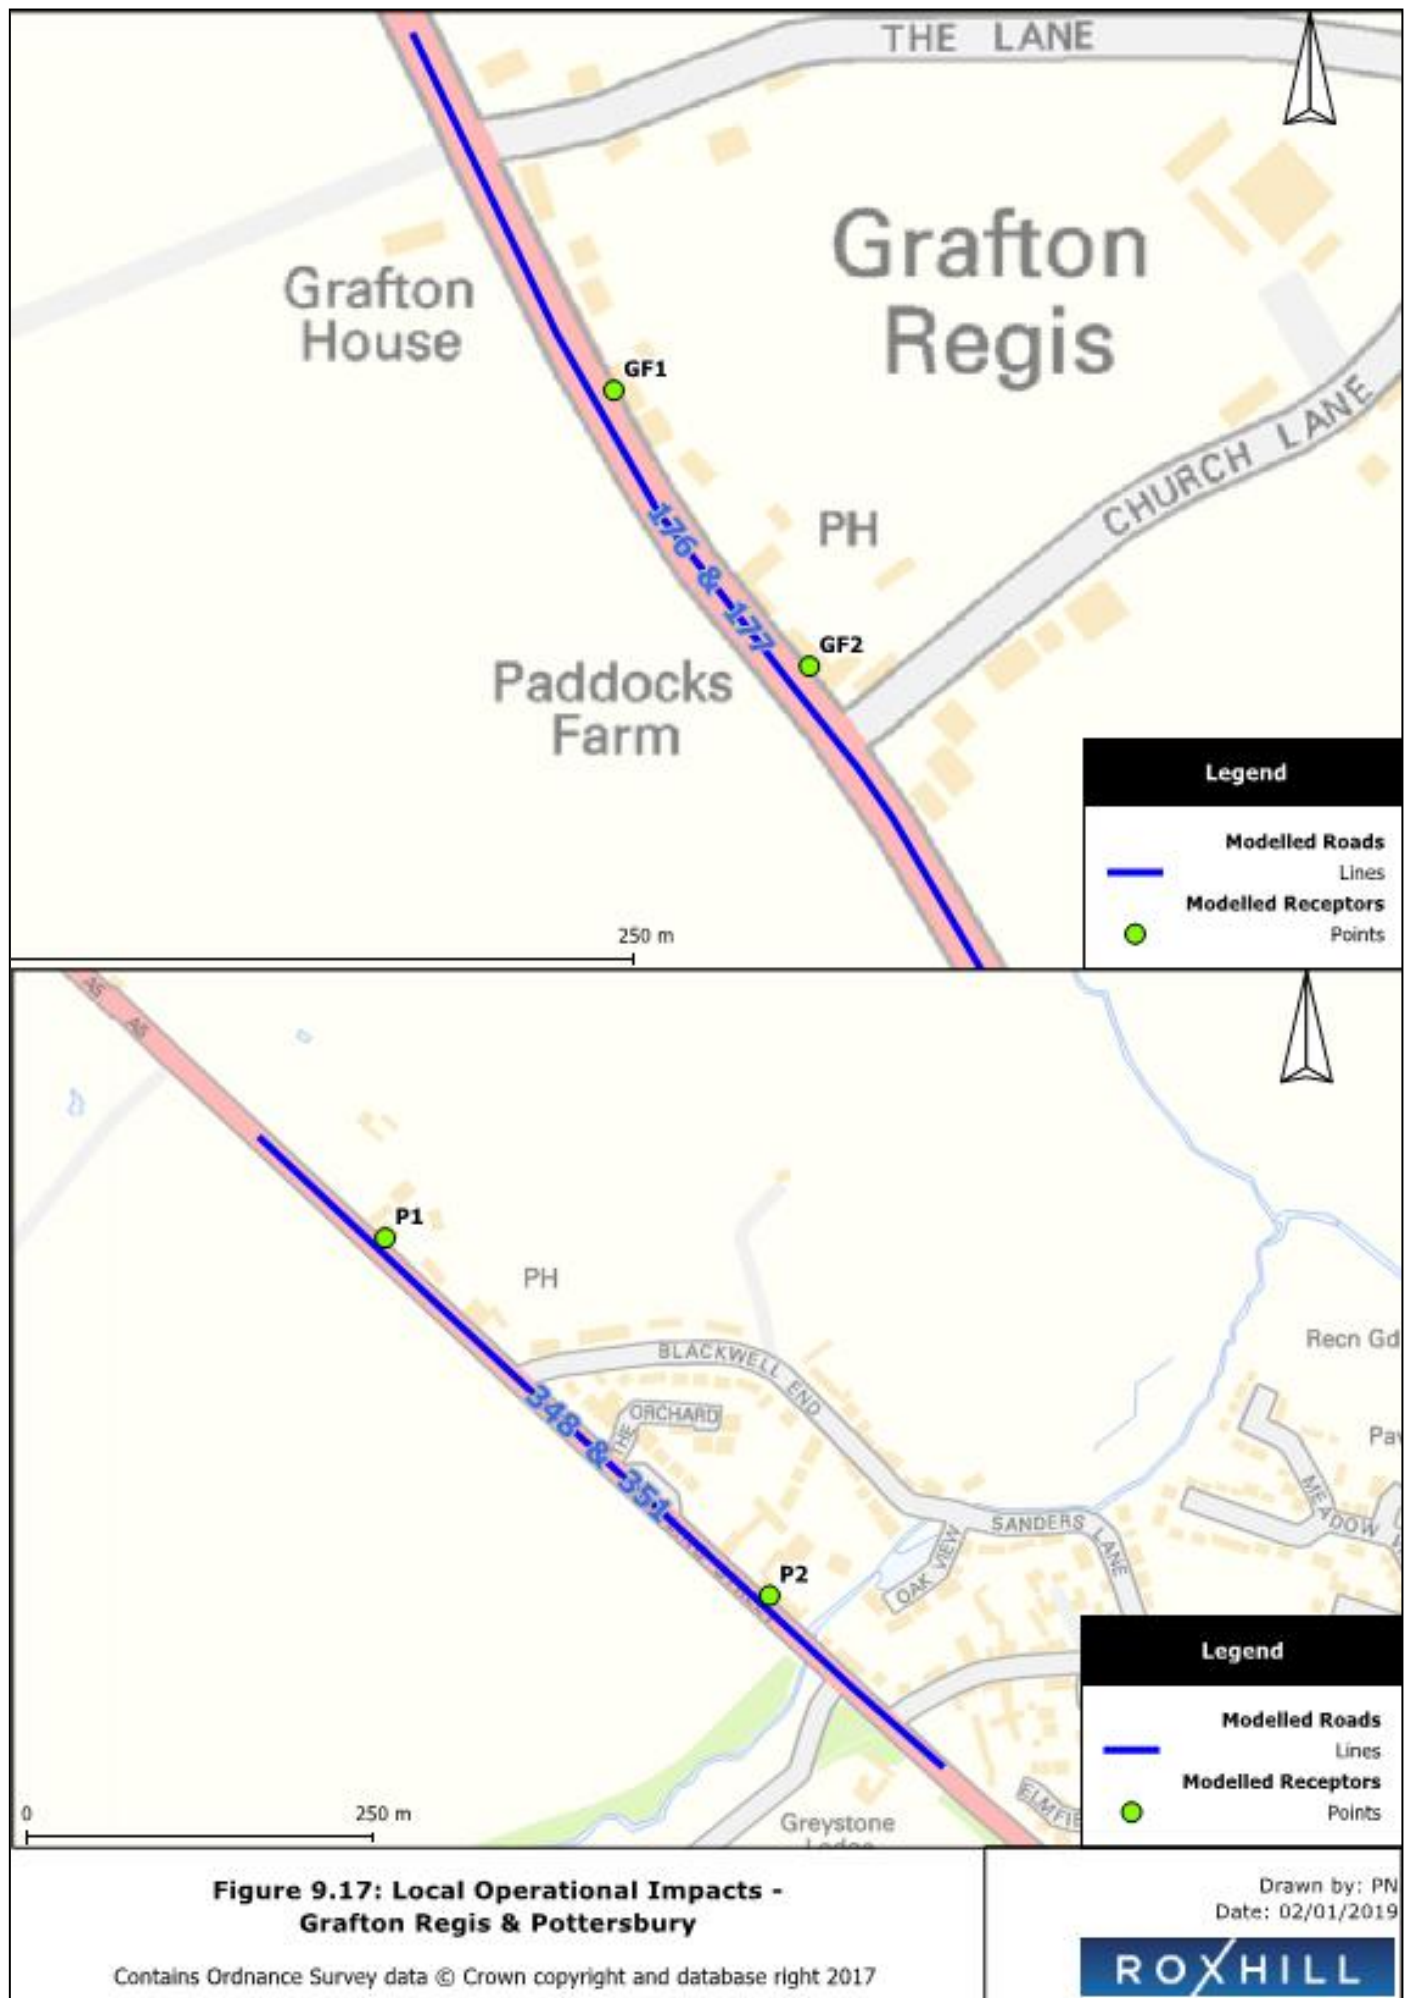 THE LANE
Grafton
Regis
Grafton
House
GF1
CHURCH LANE
PH
176 & 177
GF2
Paddocks
Farm
Legend
Modelled Roads
Lines
Modelled Receptors
Points
250 m
A5
A5
P1
PH
BLACKWELL END
Recn Gd
THE ORCHARD
348 & 351
MEADOW
SANDERS LANE
OAK VIEW
P2
Legend
Modelled Roads
Lines
Modelled Receptors
Points
0
250 m
Greystone
Figure 9.17: Local Operational Impacts -
Grafton Regis & Pottersbury
Contains Ordnance Survey data © Crown copyright and database right 2017
Drawn by: PN
Date: 02/01/2019
ROXHILL